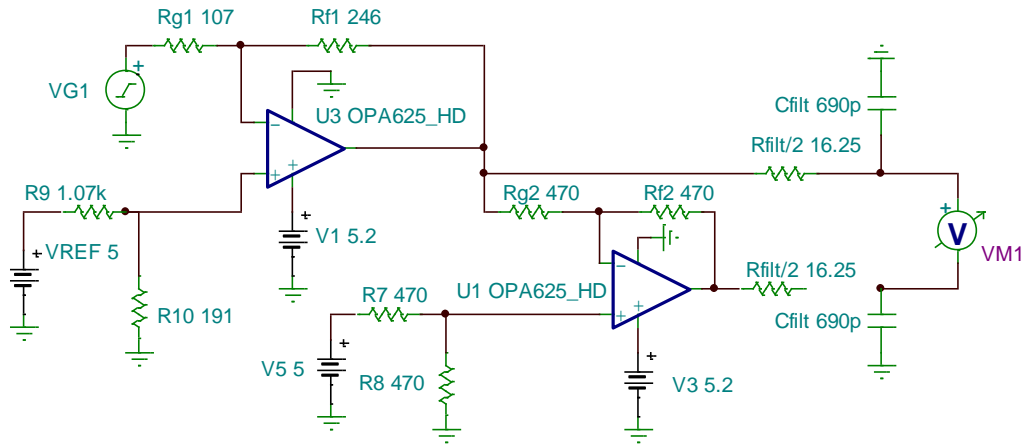 Rg1 107
Rf1 246
VG1
U3 OPA625_HD
Cfilt 690p
Rfilt/2 16.25
R9 1.07k
Rg2 470
Rf2 470
VREF 5
V1 5.2
V
VM1
R10 191
U1 OPA625_HD
Rfilt/2 16.25
R7 470
Cfilt 690p
V5 5
R8 470
V3 5.2